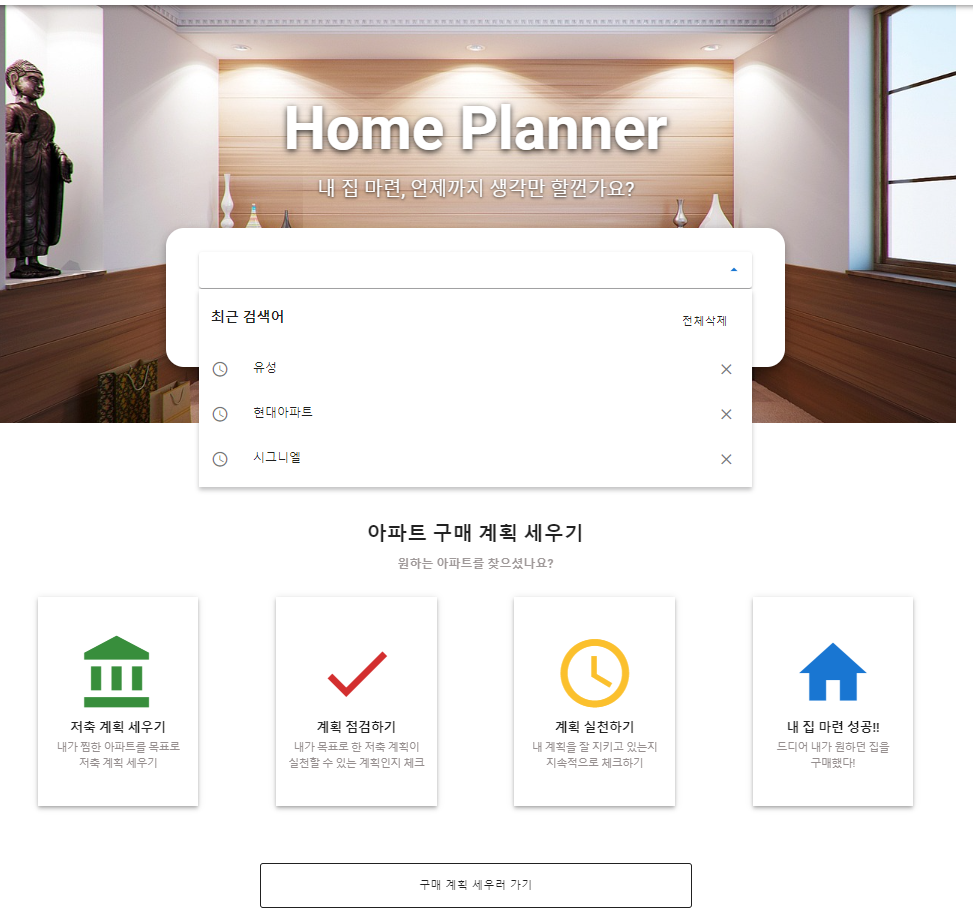 Home Planner
내 집 마련, 언제까지 생각만 할껀가요?
최근 검색어
전체삭제
유성
현대아파트
시그니엘
아파트 구매 계획 세우기
원하는 아파트를 찾으셨나요?
저축 계획 세우기
내가 찜한 아파트를 목표로
저축 계획 세우기
계획 점검하기
내가 목표로 한 저축 계획이
실천할 수 있는 계획인지 체크
계획 실천하기
내 계획을 잘 지키고 있는지
지속적으로 체크하기
내 집 마련 성공!!
드디어 내가 원하던 집을
구매했다!
구매 계획 세우러 가기